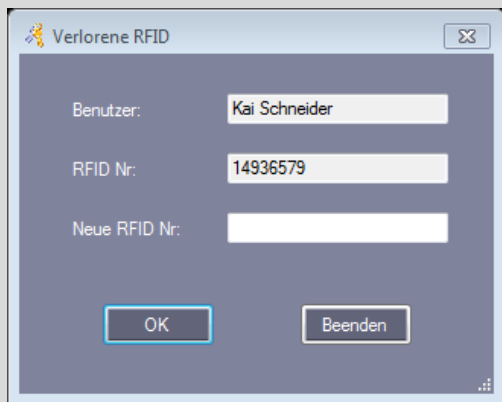 Verlorene RFID
Benutzer: Kai Schneider
RFID Nr: 14936579
Neue RFID Nr:
OK Beenden